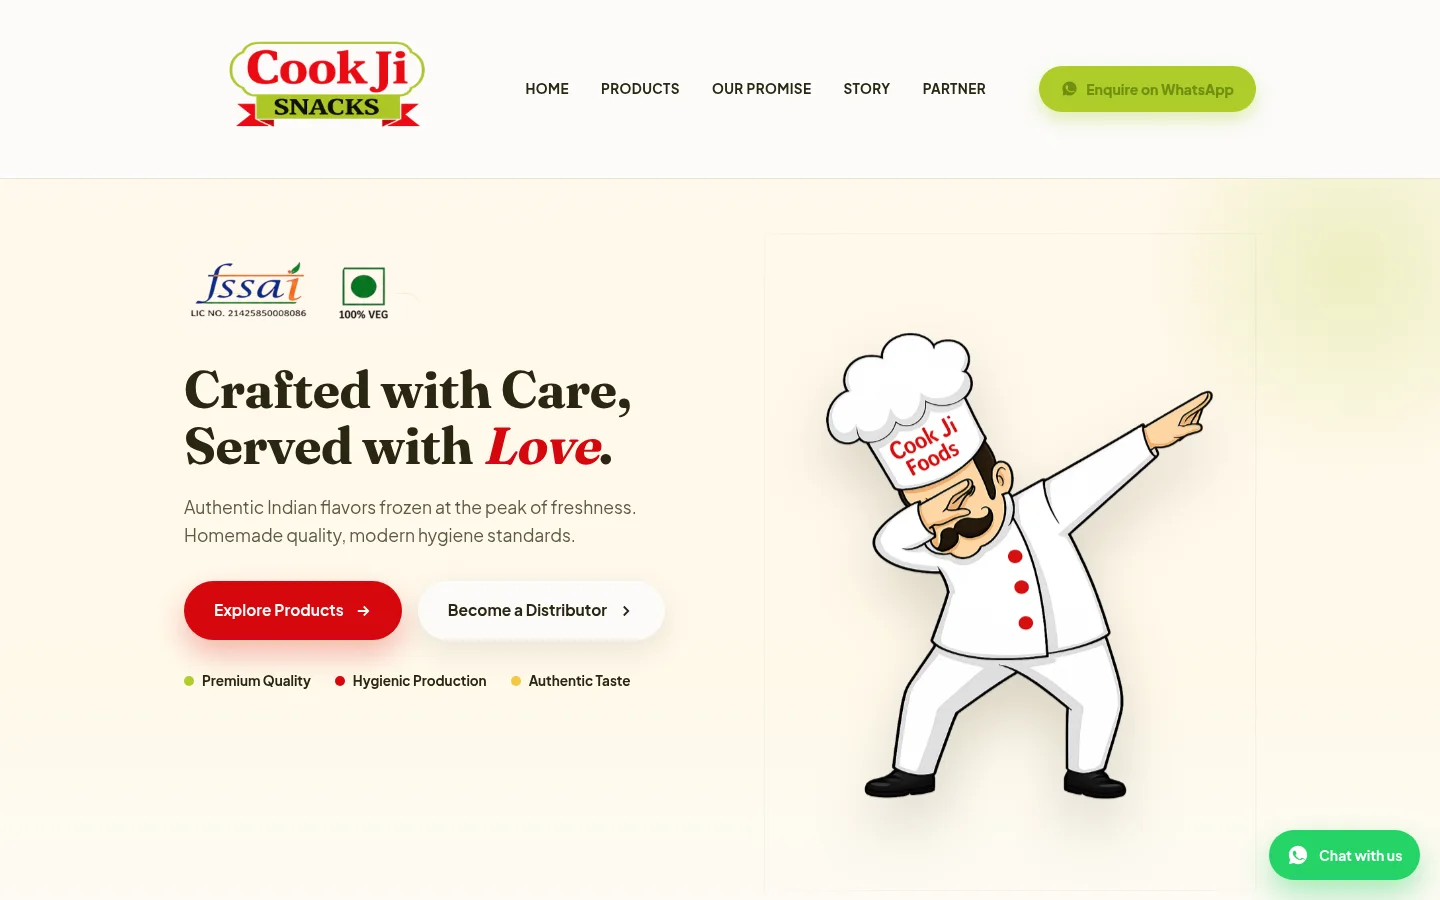 Cook Ji
SNACKS
HOME
PRODUCTS
OUR PROMISE
STORY
PARTNER
Enquire on WhatsApp
fssai
LIC NO. 21425850008086
100% VEG
Crafted with Care,
Served with Love.
Authentic Indian flavors frozen at the peak of freshness.
Homemade quality, modern hygiene standards.
Explore Products
Become a Distributor
Premium Quality
Hygienic Production
Authentic Taste
Cook Ji
Foods
Chat with us